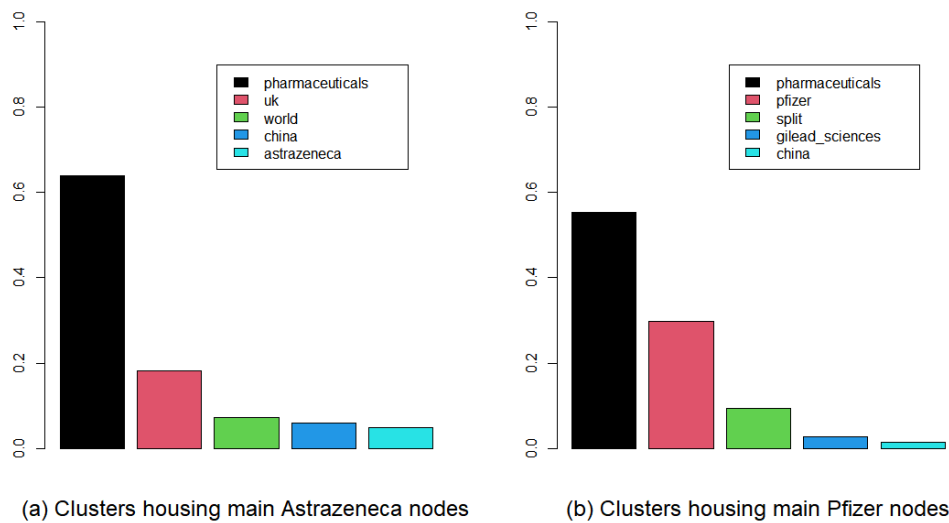 1.0
0.8
0.6
0.4
0.2
0.0
pharmaceuticals
uk
world
china
astrazeneca
(a) Clusters housing main Astrazeneca nodes
1.0
0.8
0.6
0.4
0.2
0.0
pharmaceuticals
pfizer
split
gilead_sciences
china
(b) Clusters housing main Pfizer nodes